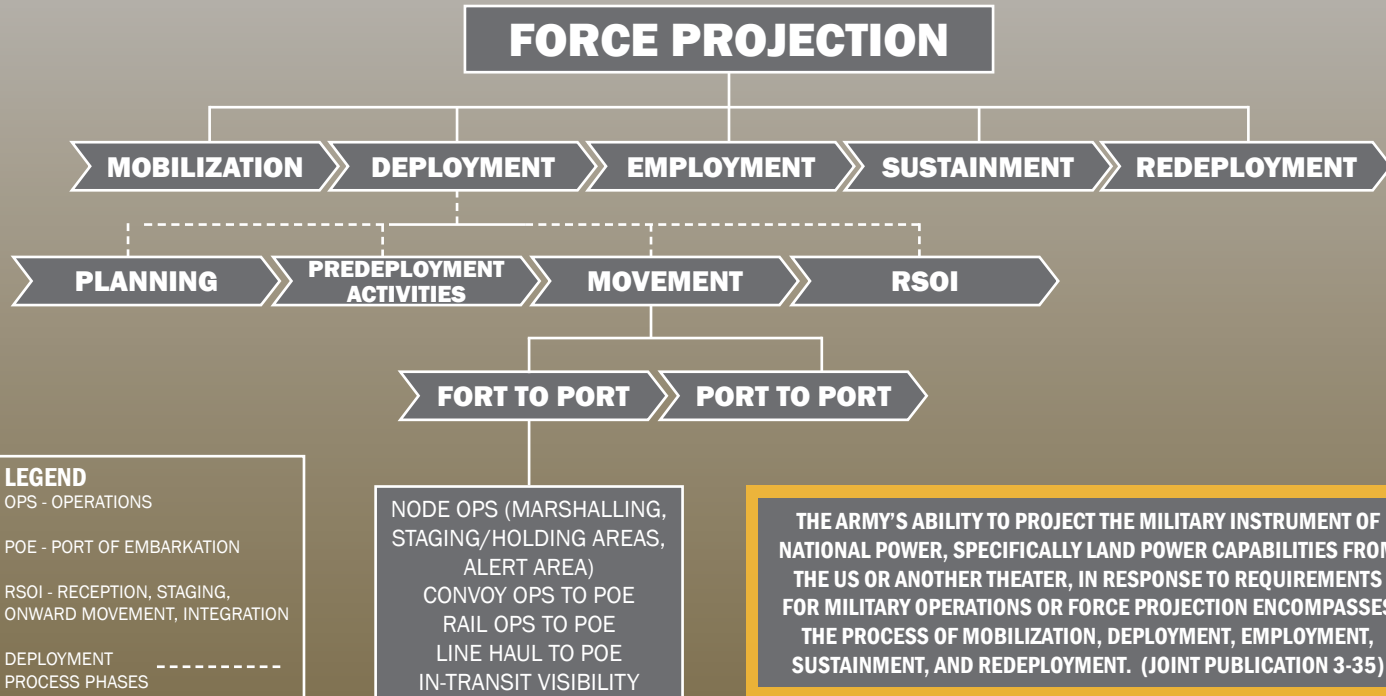 FORCE PROJECTION
MOBILIZATION
DEPLOYMENT
EMPLOYMENT
SUSTAINMENT
REDEPLOYMENT
PLANNING
PREDEPLOYMENT
ACTIVITIES
MOVEMENT
RSOI
FORT TO PORT
PORT TO PORT
LEGEND
OPS - OPERATIONS
POE - PORT OF EMBARKATION
RSOI - RECEPTION, STAGING,
ONWARD MOVEMENT, INTEGRATION
DEPLOYMENT
PROCESS PHASES
NODE OPS (MARSHALLING,
STAGING/HOLDING AREAS,
ALERT AREA)
CONVOY OPS TO POE
RAIL OPS TO POE
LINE HAUL TO POE
IN-TRANSIT VISIBILITY
THE ARMY'S ABILITY TO PROJECT THE MILITARY INSTRUMENT OF
NATIONAL POWER, SPECIFICALLY LAND POWER CAPABILITIES FROM
THE US OR ANOTHER THEATER, IN RESPONSE TO REQUIREMENTS
FOR MILITARY OPERATIONS OR FORCE PROJECTION ENCOMPASSES
THE PROCESS OF MOBILIZATION, DEPLOYMENT, EMPLOYMENT,
SUSTAINMENT, AND REDEPLOYMENT. (JOINT PUBLICATION 3-35)